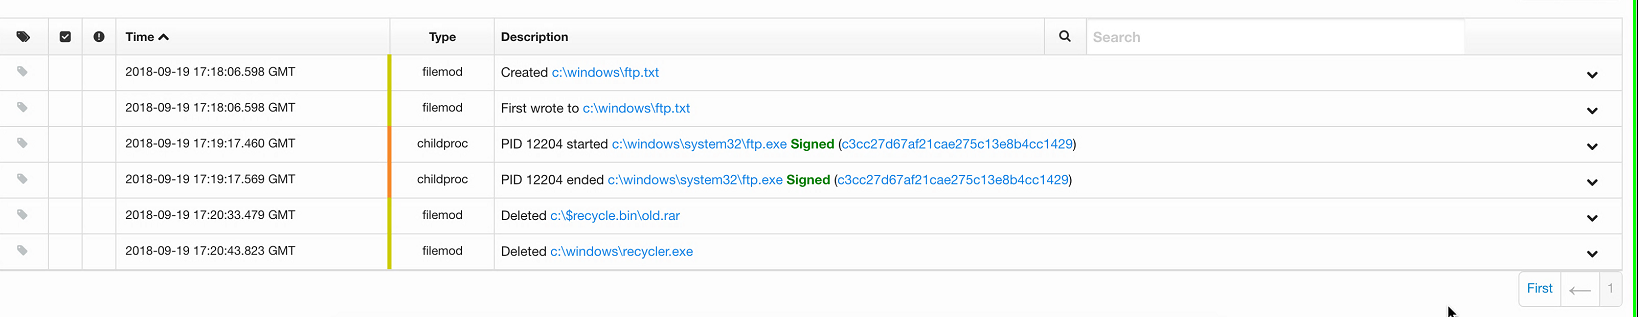 Time Type Description Search
2018-09-19 17:18:06.598 GMT filemod Created c:\windows\ftp.txt
2018-09-19 17:18:06.598 GMT filemod First wrote to c:\windows\ftp.txt
2018-09-19 17:19:17.460 GMT childproc PID 12204 started c:\windows\system32\ftp.exe Signed (c3cc27d67af21cae275c13e8b4cc1429)
2018-09-19 17:19:17.569 GMT childproc PID 12204 ended c:\windows\system32\ftp.exe Signed (c3cc27d67af21cae275c13e8b4cc1429)
2018-09-19 17:20:33.479 GMT filemod Deleted c:\$recycle.bin\old.rar
2018-09-19 17:20:43.823 GMT filemod Deleted c:\windows\recycler.exe
First ← 1